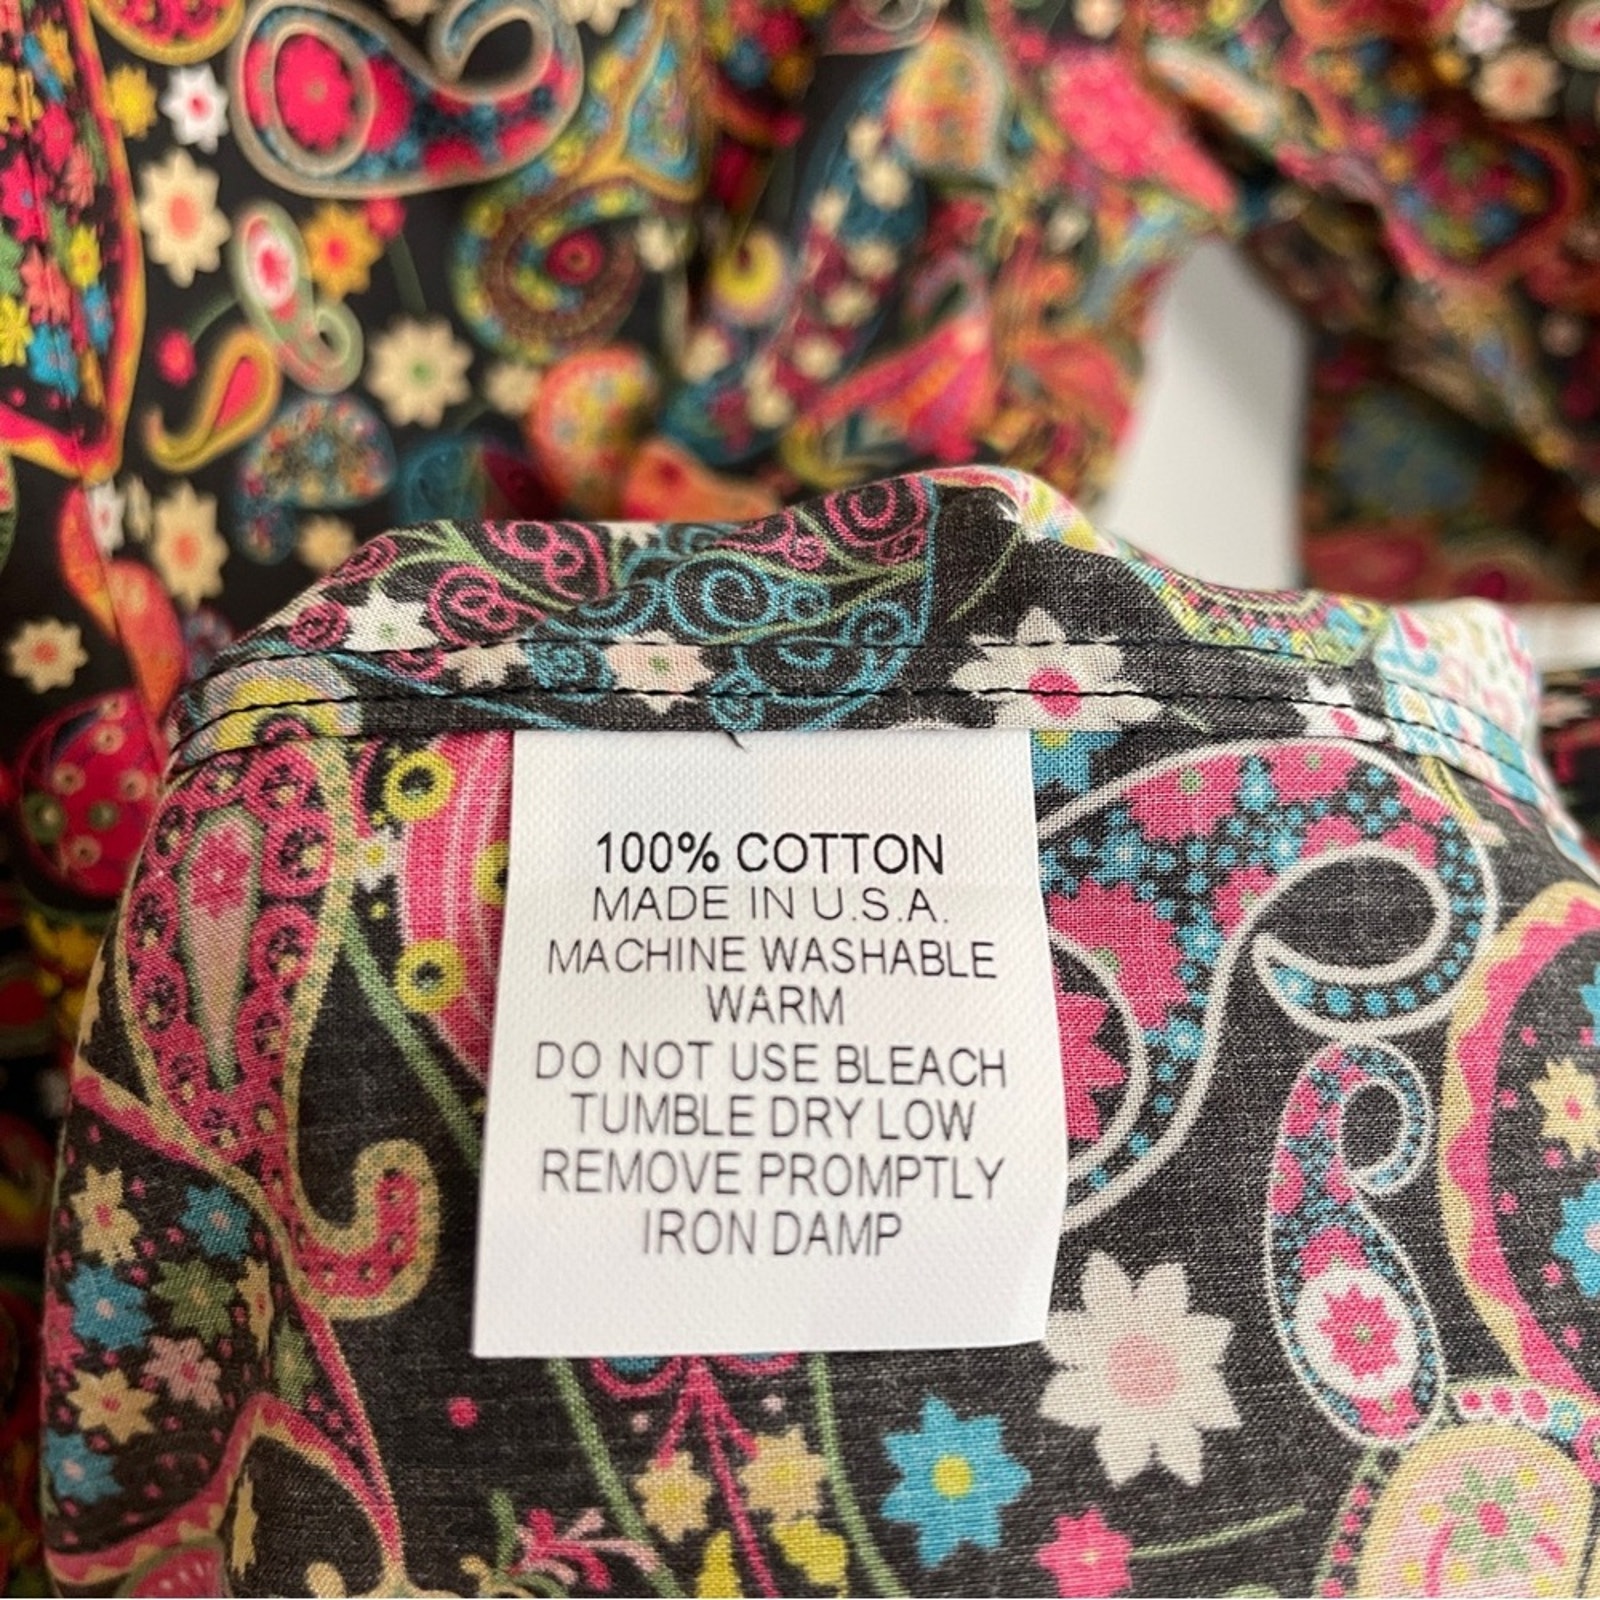 100% COTTON
MADE IN U.S.A.
MACHINE WASHABLE
WARM
DO NOT USE BLEACH
TUMBLE DRY LOW
REMOVE PROMPTLY
IRON DAMP